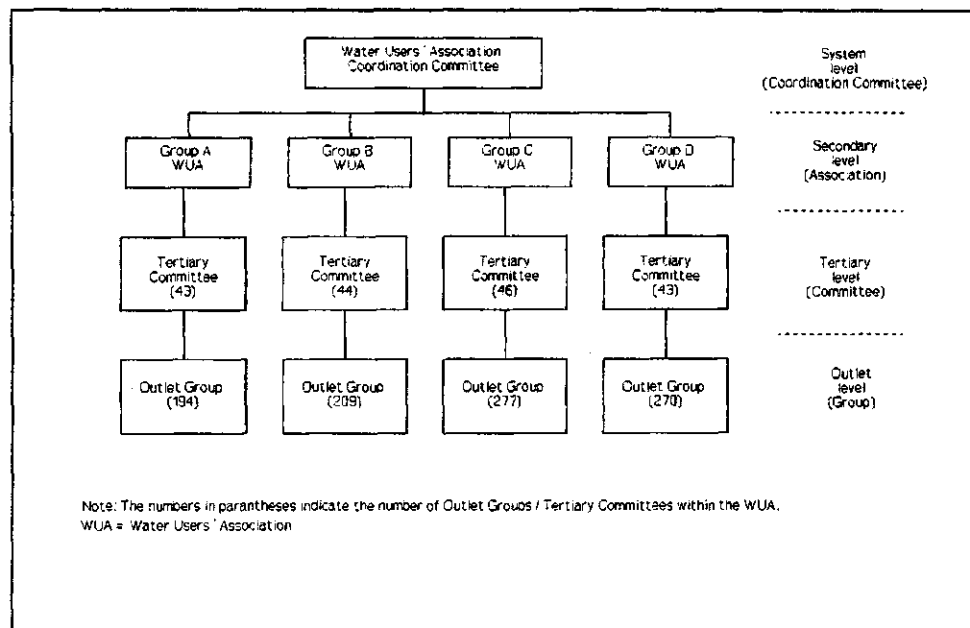 Water Users' Association
Coordination Committee
System
level
(Coordination Committee)
Group A
WUA
Group B
WUA
Group C
WUA
Group D
WUA
Secondary
level
(Association)
Tertiary
Committee
(43)
Tertiary
Committee
(44)
Tertiary
Committee
(46)
Tertiary
Committee
(43)
Tertiary
level
(Committee)
Outlet Group
(194)
Outlet Group
(209)
Outlet Group
(277)
Outlet Group
(270)
Outlet
level
(Group)
Note: The numbers in parantheses indicate the number of Outlet Groups / Tertiary Committees within the WUA.
WUA = Water Users' Association